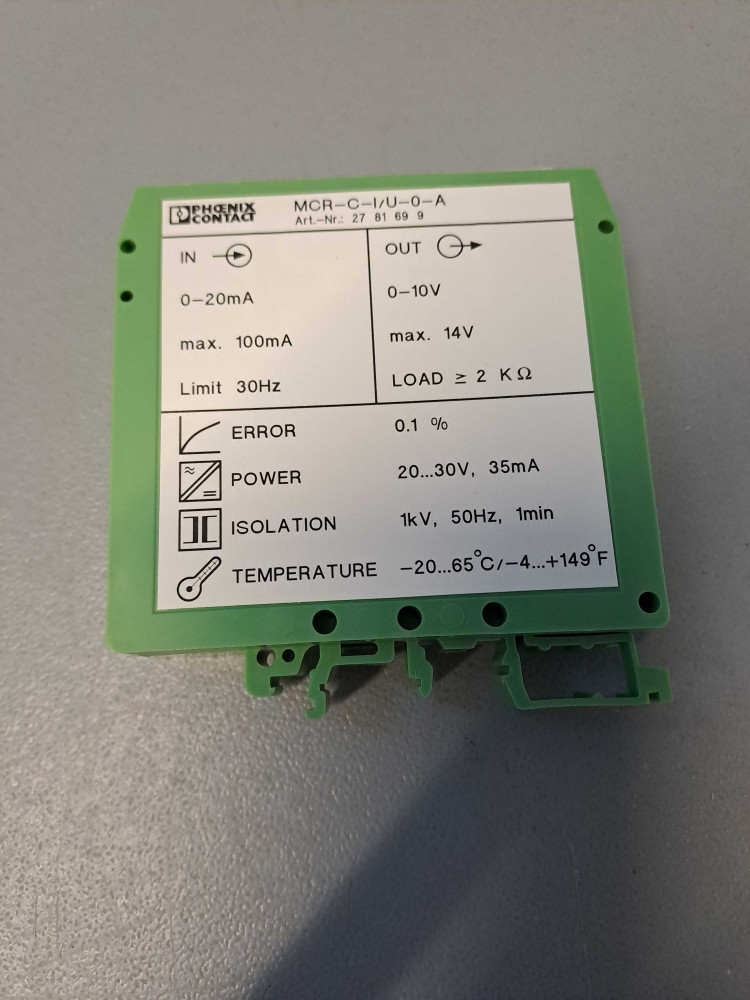 PHŒNIX
CONTACT
MCR-C-I/U-0-A
Art.-Nr.: 27 81 69 9
IN
0-20mA
max. 100mA
Limit 30Hz
OUT
0-10V
max. 14V
LOAD ≥ 2 KΩ
ERROR 0.1 %
POWER 20...30V, 35mA
ISOLATION 1kV, 50Hz, 1min
TEMPERATURE -20...65°C/-4...+149°F